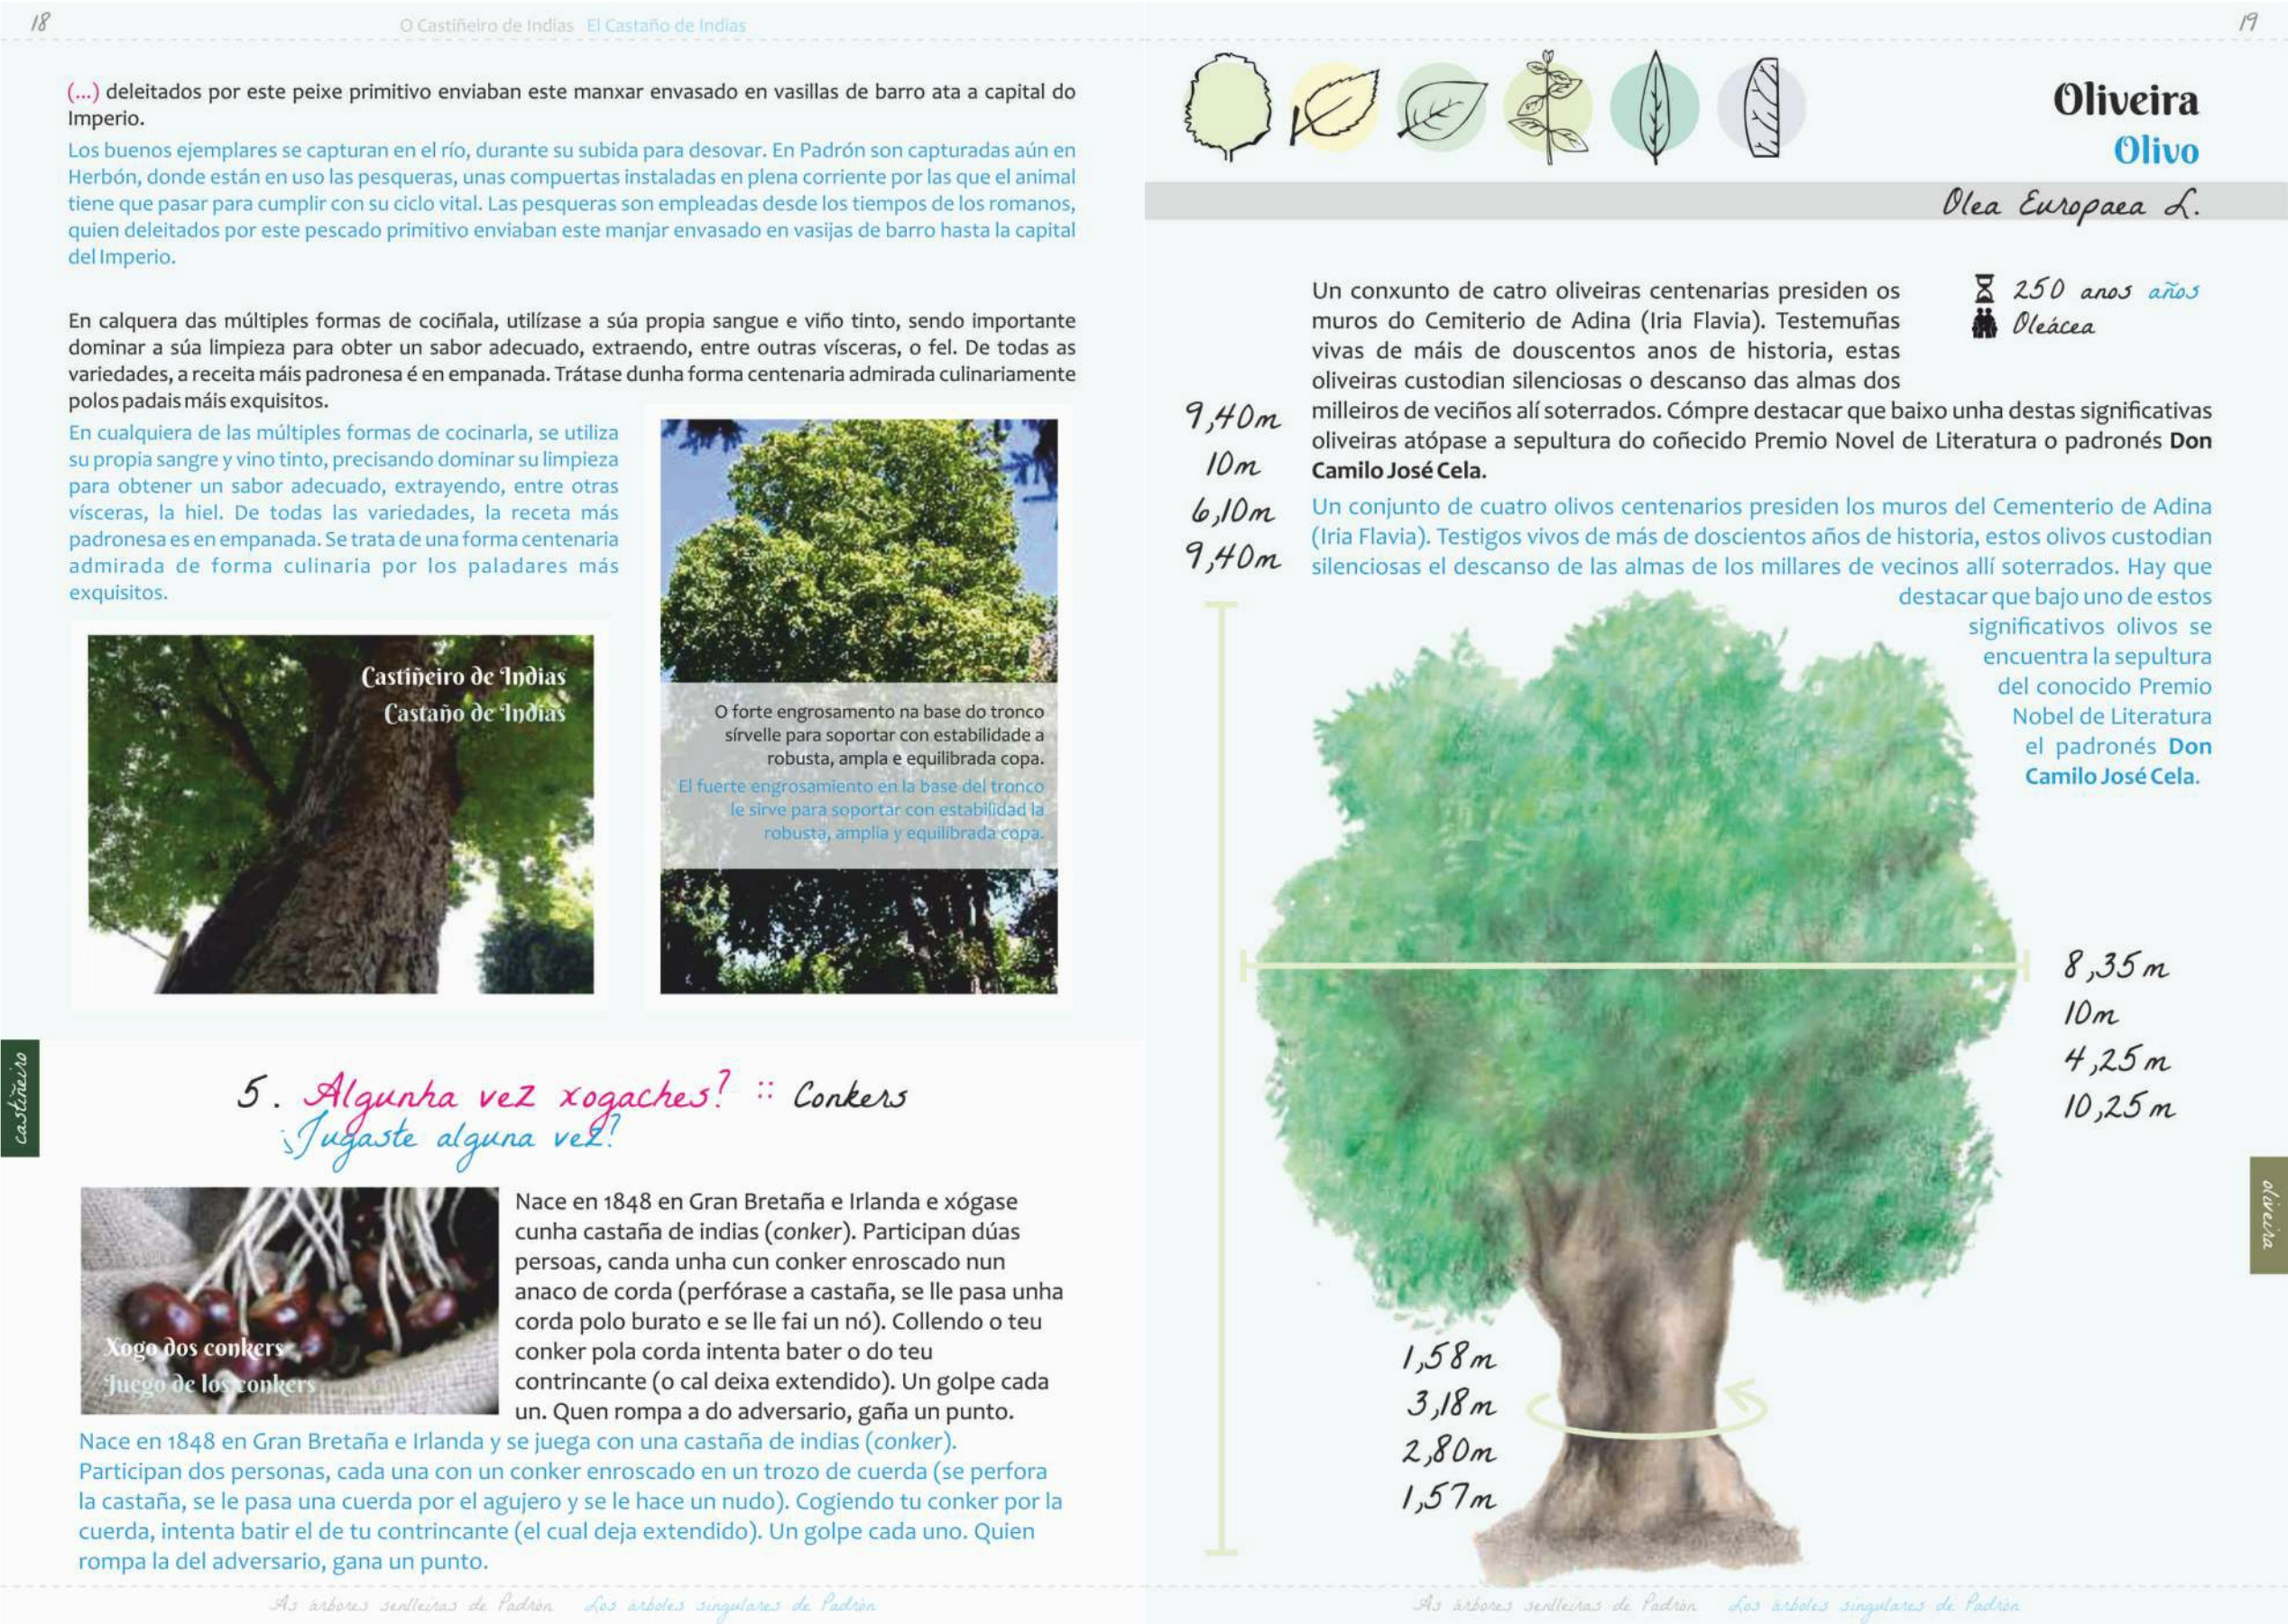 18
O Castiñeiro de Indias El Castaño de Indias
(...) deleitados por este peixe primitivo enviaban este manxar envasado en vasillas de barro ata a capital do
Imperio.
Los buenos ejemplares se capturan en el río, durante su subida para desovar. En Padrón son capturadas aún en
Herbón, donde están en uso las pesqueras, unas compuertas instaladas en plena corriente por las que el animal
tiene que pasar para cumplir con su ciclo vital. Las pesqueras son empleadas desde los tiempos de los romanos,
quien deleitados por este pescado primitivo enviaban este manjar envasado en vasijas de barro hasta la capital
del Imperio.
En calquera das múltiples formas de cociñala, utilízase a súa propia sangue e viño tinto, sendo importante
dominar a súa limpieza para obter un sabor adecuado, extraendo, entre outras vísceras, o fel. De todas as
variedades, a receita máis padronesa é en empanada. Trátase dunha forma centenaria admirada culinariamente
polos padais máis exquisitos.
En cualquiera de las múltiples formas de cocinarla, se utiliza
su propia sangre y vino tinto, precisando dominar su limpieza
para obtener un sabor adecuado, extrayendo, entre otras
vísceras, la hiel. De todas las variedades, la receta más
padronesa es en empanada. Se trata de una forma centenaria
admirada de forma culinaria por los paladares más
exquisitos.
Castiñeiro de Indias
Castaño de Indias
O forte engrosamento na base do tronco
sírvelle para soportar con estabilidade a
robusta, ampla e equilibrada copa.
El fuerte engrosamiento en la base del tronco
le sirve para soportar con estabilidad la
robusta, amplia y equilibrada copa.
castiñeiro
5. Algunha vez xogaches? :: Conkers
¿Jugaste alguna vez?
Xogo dos conkers
Juego de los conkers
Nace en 1848 en Gran Bretaña e Irlanda e xógase
cunha castaña de indias (conker). Participan dúas
persoas, canda unha cun conker enroscado nun
anaco de corda (perfórase a castaña, se lle pasa unha
corda polo burato e se lle fai un nó). Collendo o teu
conker pola corda intenta bater o do teu
contrincante (o cal deixa extendido). Un golpe cada
un. Quen rompa a do adversario, gaña un punto.
Nace en 1848 en Gran Bretaña e Irlanda y se juega con una castaña de indias (conker).
Participan dos personas, cada una con un conker enroscado en un trozo de cuerda (se perfora
la castaña, se le pasa una cuerda por el agujero y se le hace un nudo). Cogiendo tu conker por la
cuerda, intenta batir el de tu contrincante (el cual deja extendido). Un golpe cada uno. Quien
rompa la del adversario, gana un punto.
As árbores senlleiras de Padrón Los árboles singulares de Padrón
19
Oliveira
Olivo
Olea Europaea L.
250 anos años
Oleácea
Un conxunto de catro oliveiras centenarias presiden os
muros do Cemiterio de Adina (Iria Flavia). Testemuñas
vivas de máis de douscentos anos de historia, estas
oliveiras custodian silenciosas o descanso das almas dos
milleiros de veciños alí soterrados. Cómpre destacar que baixo unha destas significativas
oliveiras atópase a sepultura do coñecido Premio Novel de Literatura o padronés Don
Camilo José Cela.
Un conjunto de cuatro olivos centenarios presiden los muros del Cementerio de Adina
(Iria Flavia). Testigos vivos de más de doscientos años de historia, estos olivos custodian
silenciosas el descanso de las almas de los millares de vecinos allí soterrados. Hay que
destacar que bajo uno de estos
significativos olivos se
encuentra la sepultura
del conocido Premio
Nobel de Literatura
el padronés Don
Camilo José Cela.
9,40m
10m
6,10m
9,40m
8,35m
10m
4,25m
10,25m
1,58m
3,18m
2,80m
1,57m
oliveira
As árbores senlleiras de Padrón Los árboles singulares de Padrón